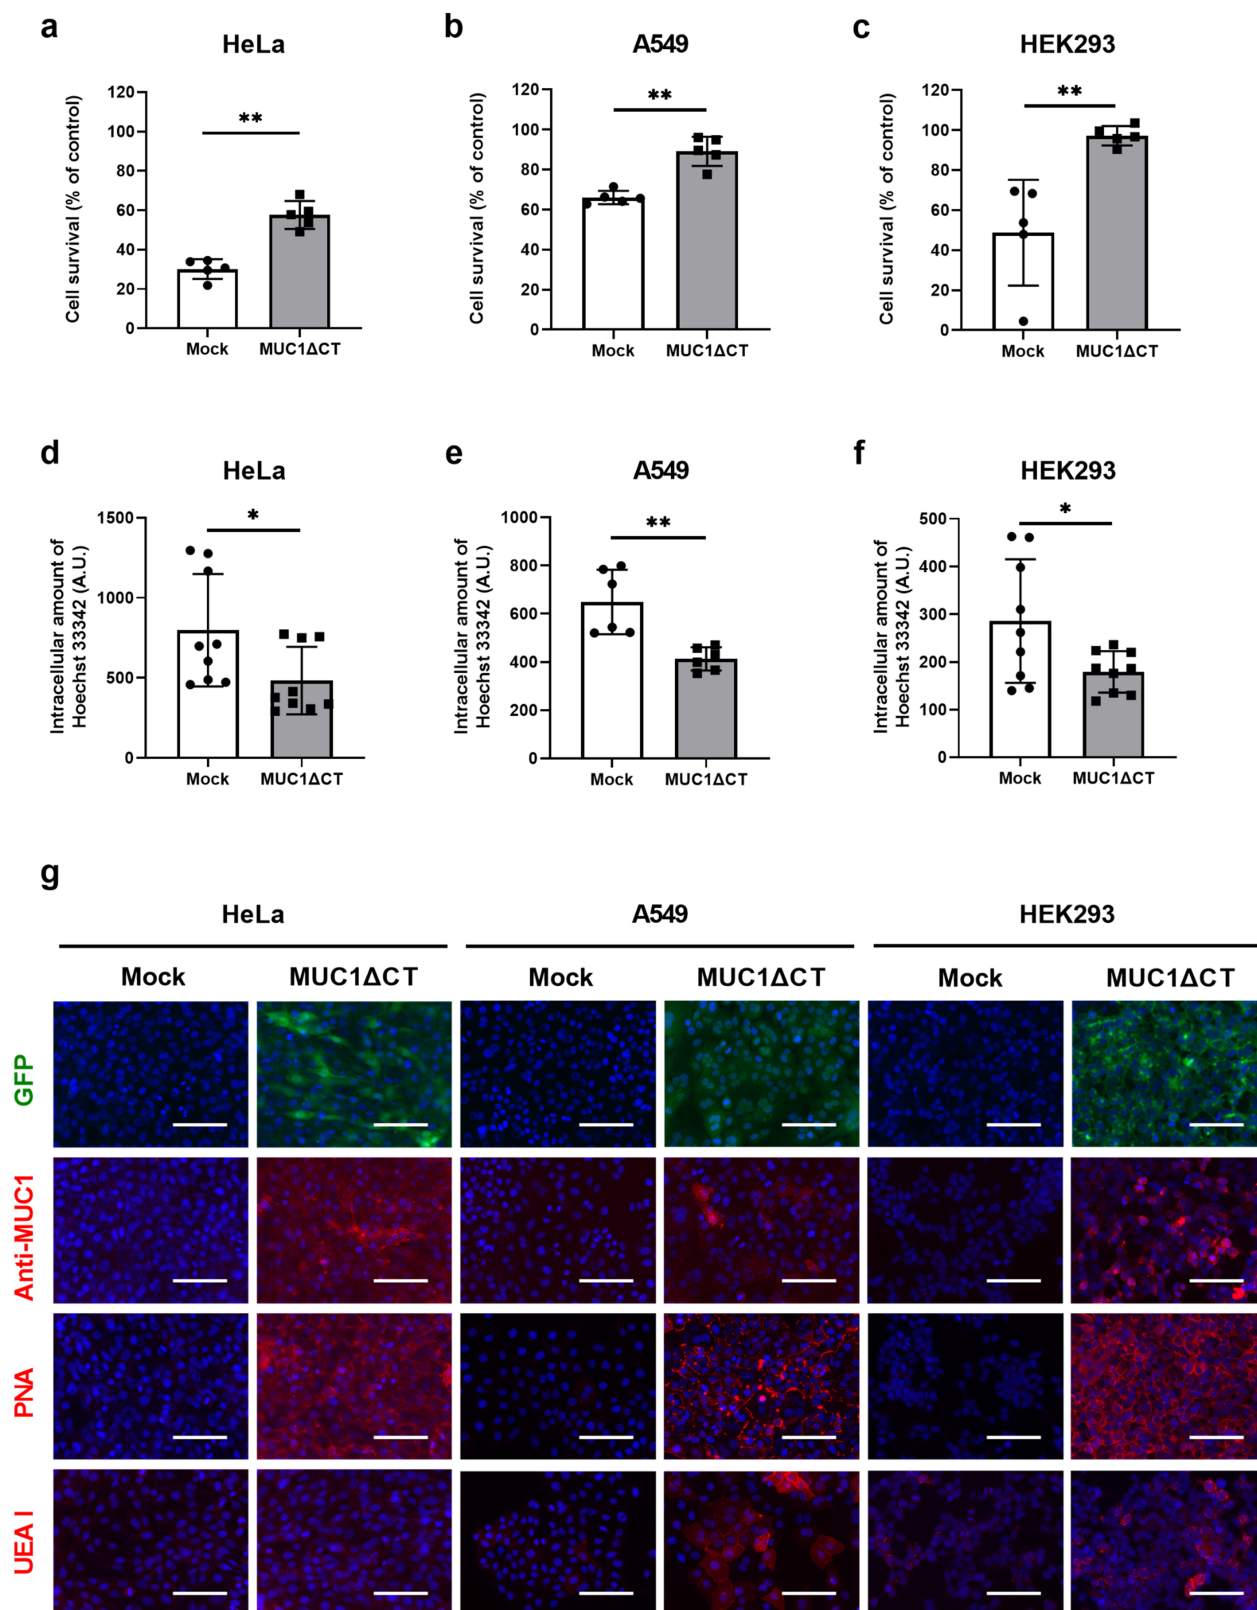 a
HeLa
Cell survival (% of control)
120
100
80
60
40
20
0
**
Mock
MUC1ΔCT
b
A549
Cell survival (% of control)
120
100
80
60
40
20
0
**
Mock
MUC1ΔCT
c
HEK293
Cell survival (% of control)
120
100
80
60
40
20
0
**
Mock
MUC1ΔCT
d
HeLa
Intracellular amount of
Hoechst 33342 (A.U.)
1500
1000
500
0
*
Mock
MUC1ΔCT
e
A549
Intracellular amount of
Hoechst 33342 (A.U.)
1000
800
600
400
200
0
**
Mock
MUC1ΔCT
f
HEK293
Intracellular amount of
Hoechst 33342 (A.U.)
500
400
300
200
100
0
*
Mock
MUC1ΔCT
g
HeLa
A549
HEK293
Mock
MUC1ΔCT
Mock
MUC1ΔCT
Mock
MUC1ΔCT
GFP
Anti-MUC1
PNA
UEA I